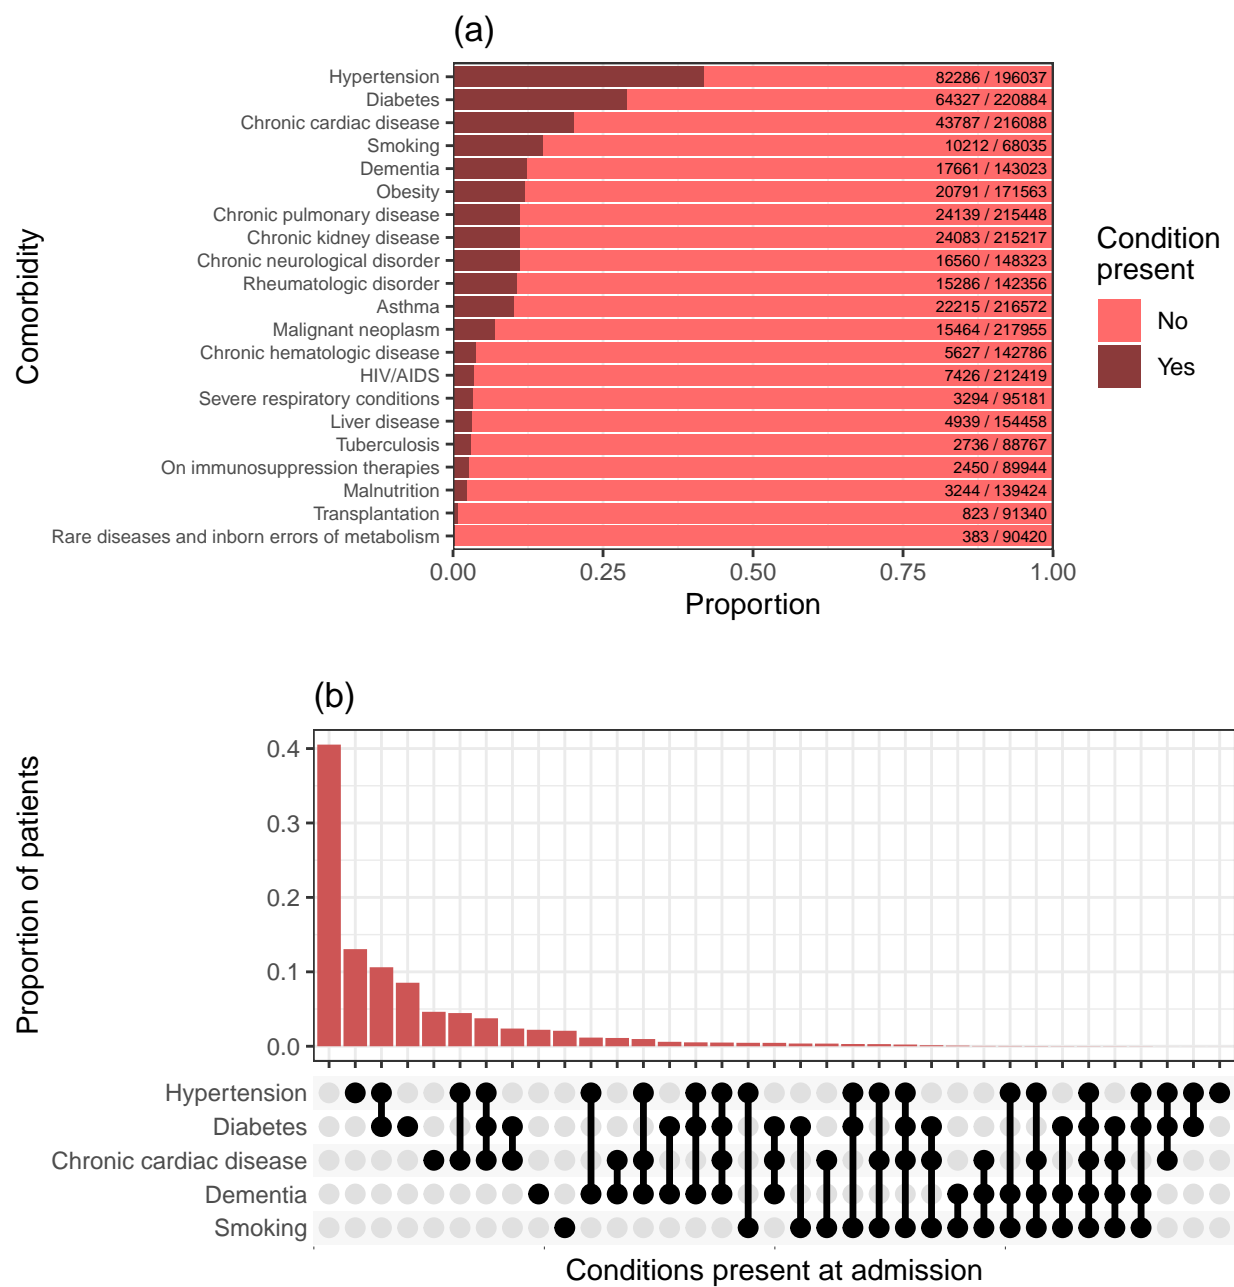 (a)
Comorbidity
Hypertension 82286 / 196037
Diabetes 64327 / 220884
Chronic cardiac disease 43787 / 216088
Smoking 10212 / 68035
Dementia 17661 / 143023
Obesity 20791 / 171563
Chronic pulmonary disease 24139 / 215448
Chronic kidney disease 24083 / 215217
Chronic neurological disorder 16560 / 148323
Rheumatologic disorder 15286 / 142356
Asthma 22215 / 216572
Malignant neoplasm 15464 / 217955
Chronic hematologic disease 5627 / 142786
HIV/AIDS 7426 / 212419
Severe respiratory conditions 3294 / 95181
Liver disease 4939 / 154458
Tuberculosis 2736 / 88767
On immunosuppression therapies 2450 / 89944
Malnutrition 3244 / 139424
Transplantation 823 / 91340
Rare diseases and inborn errors of metabolism 383 / 90420
0.00 0.25 0.50 0.75 1.00
Proportion
Condition
present
No
Yes
(b)
Proportion of patients
0.4
0.3
0.2
0.1
0.0
Hypertension
Diabetes
Chronic cardiac disease
Dementia
Smoking
Conditions present at admission